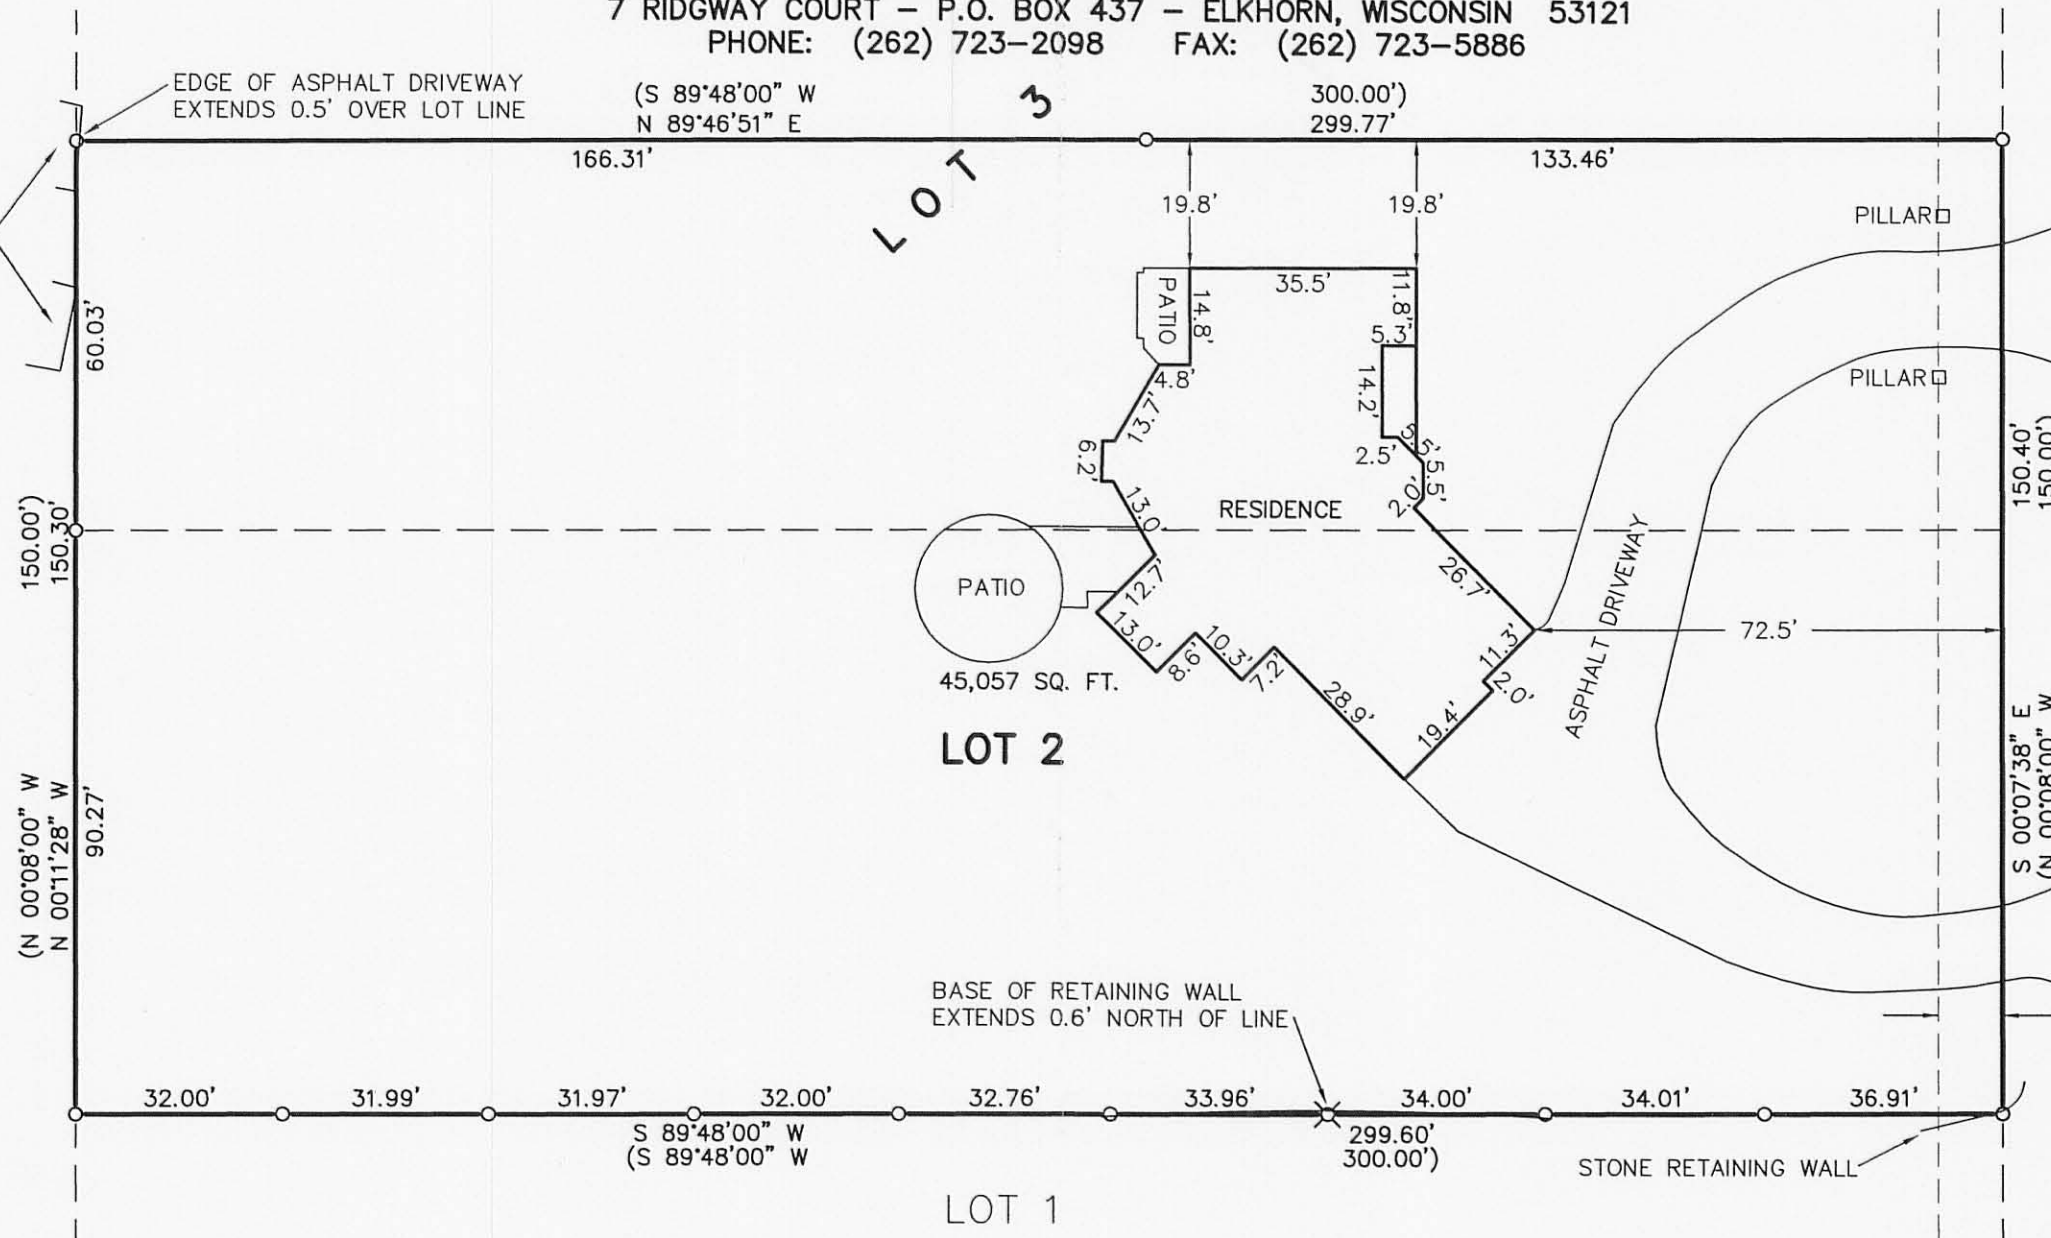 7 RIDGWAY COURT – P.O. BOX 437 – ELKHORN, WISCONSIN 53121
PHONE: (262) 723–2098 FAX: (262) 723–5886
EDGE OF ASPHALT DRIVEWAY
EXTENDS 0.5' OVER LOT LINE
(S 89°48'00" W 300.00')
N 89°46'51" E 299.77'
166.31'
133.46'
LOT 3
19.8'
19.8'
PILLAR
PILLAR
35.5'
PATIO
14.8'
11.8'
5.3'
14.2'
4.8'
13.7'
6.2'
5.5'
2.5'
5.5'
2.0'
13.0'
RESIDENCE
60.03'
150.00')
150.30'
(N 00°08'00" W
N 00°11'28" W
90.27'
PATIO
12.7'
13.0'
8.6'
10.3'
7.2'
28.9'
26.7'
11.3'
2.0'
19.4'
72.5'
ASPHALT DRIVEWAY
150.40'
150.00')
S 00°07'38" E
(N 00°08'00" W
45,057 SQ. FT.
LOT 2
BASE OF RETAINING WALL
EXTENDS 0.6' NORTH OF LINE
32.00' 31.99' 31.97' 32.00' 32.76' 33.96' 34.00' 34.01' 36.91'
S 89°48'00" W 299.60'
(S 89°48'00" W 300.00')
STONE RETAINING WALL
LOT 1